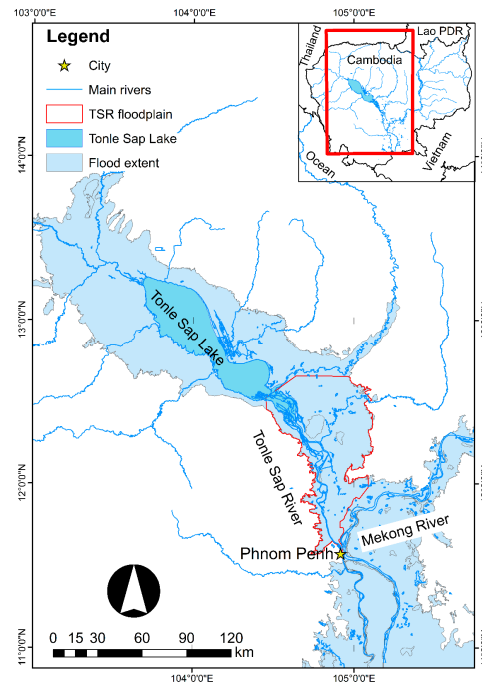 103°0'0"E
104°0'0"E
105°0'0"E
Legend
City
Main rivers
TSR floodplain
Tonle Sap Lake
Flood extent
Thailand
Lao PDR
Cambodia
Vietnam
Ocean
14°0'0"N
13°0'0"N
12°0'0"N
11°0'0"N
14°0'0"N
Tonle Sap Lake
Tonle Sap River
Mekong River
Phnom Penh
0 15 30 60 90 120
km
104°0'0"E
105°0'0"E